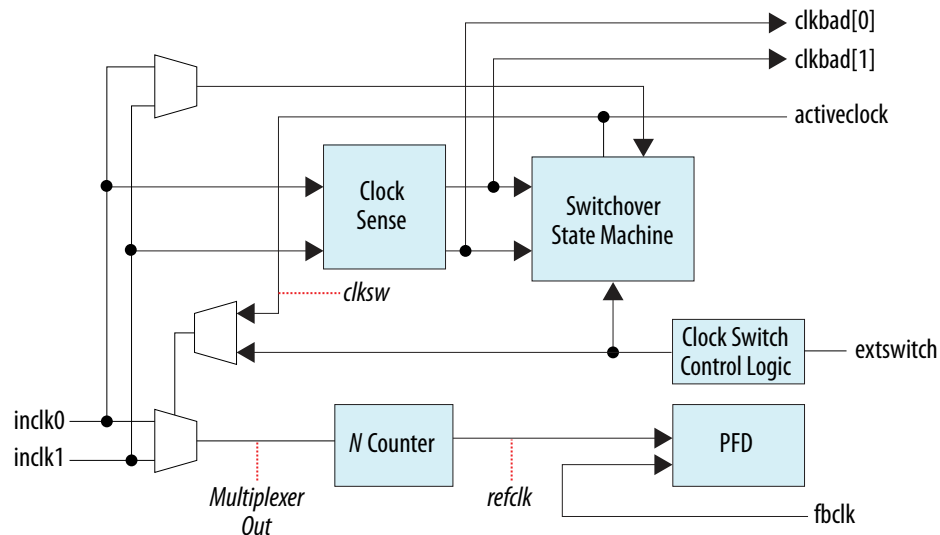 clkbad[0]
clkbad[1]
activeclock
Clock
Sense
Switchover
State Machine
clksw
Clock Switch
Control Logic
extswitch
inclk0
inclk1
N Counter
PFD
Multiplexer
Out
refclk
fbclk